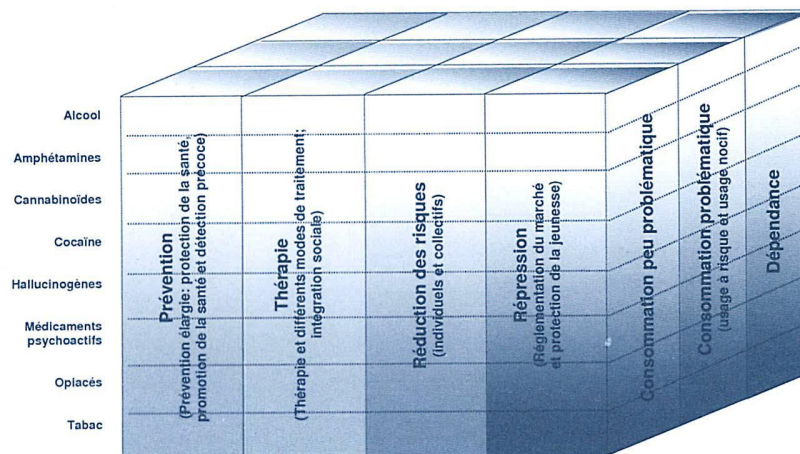 Alcool
Amphétamines
Cannabinoïdes
Cocaïne
Hallucinogènes
Médicaments
psychoactifs
Opiacés
Tabac
Prévention
(Prévention élargie: protection de la santé,
promotion de la santé et détection précoce)
Thérapie
(Thérapie et différents modes de traitement;
intégration sociale)
Réduction des risques
(individuels et collectifs)
Répression
(Réglementation du marché
et protection de la jeunesse)
Consommation peu problématique
Consommation problématique
(usage à risque et usage nocif)
Dépendance